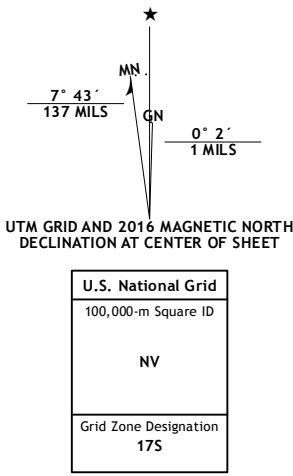 ★
MN
7° 43´
137 MILS
GN
0° 2´
1 MILS
UTM GRID AND 2016 MAGNETIC NORTH
DECLINATION AT CENTER OF SHEET
U.S. National Grid
100,000-m Square ID
NV
Grid Zone Designation
17S